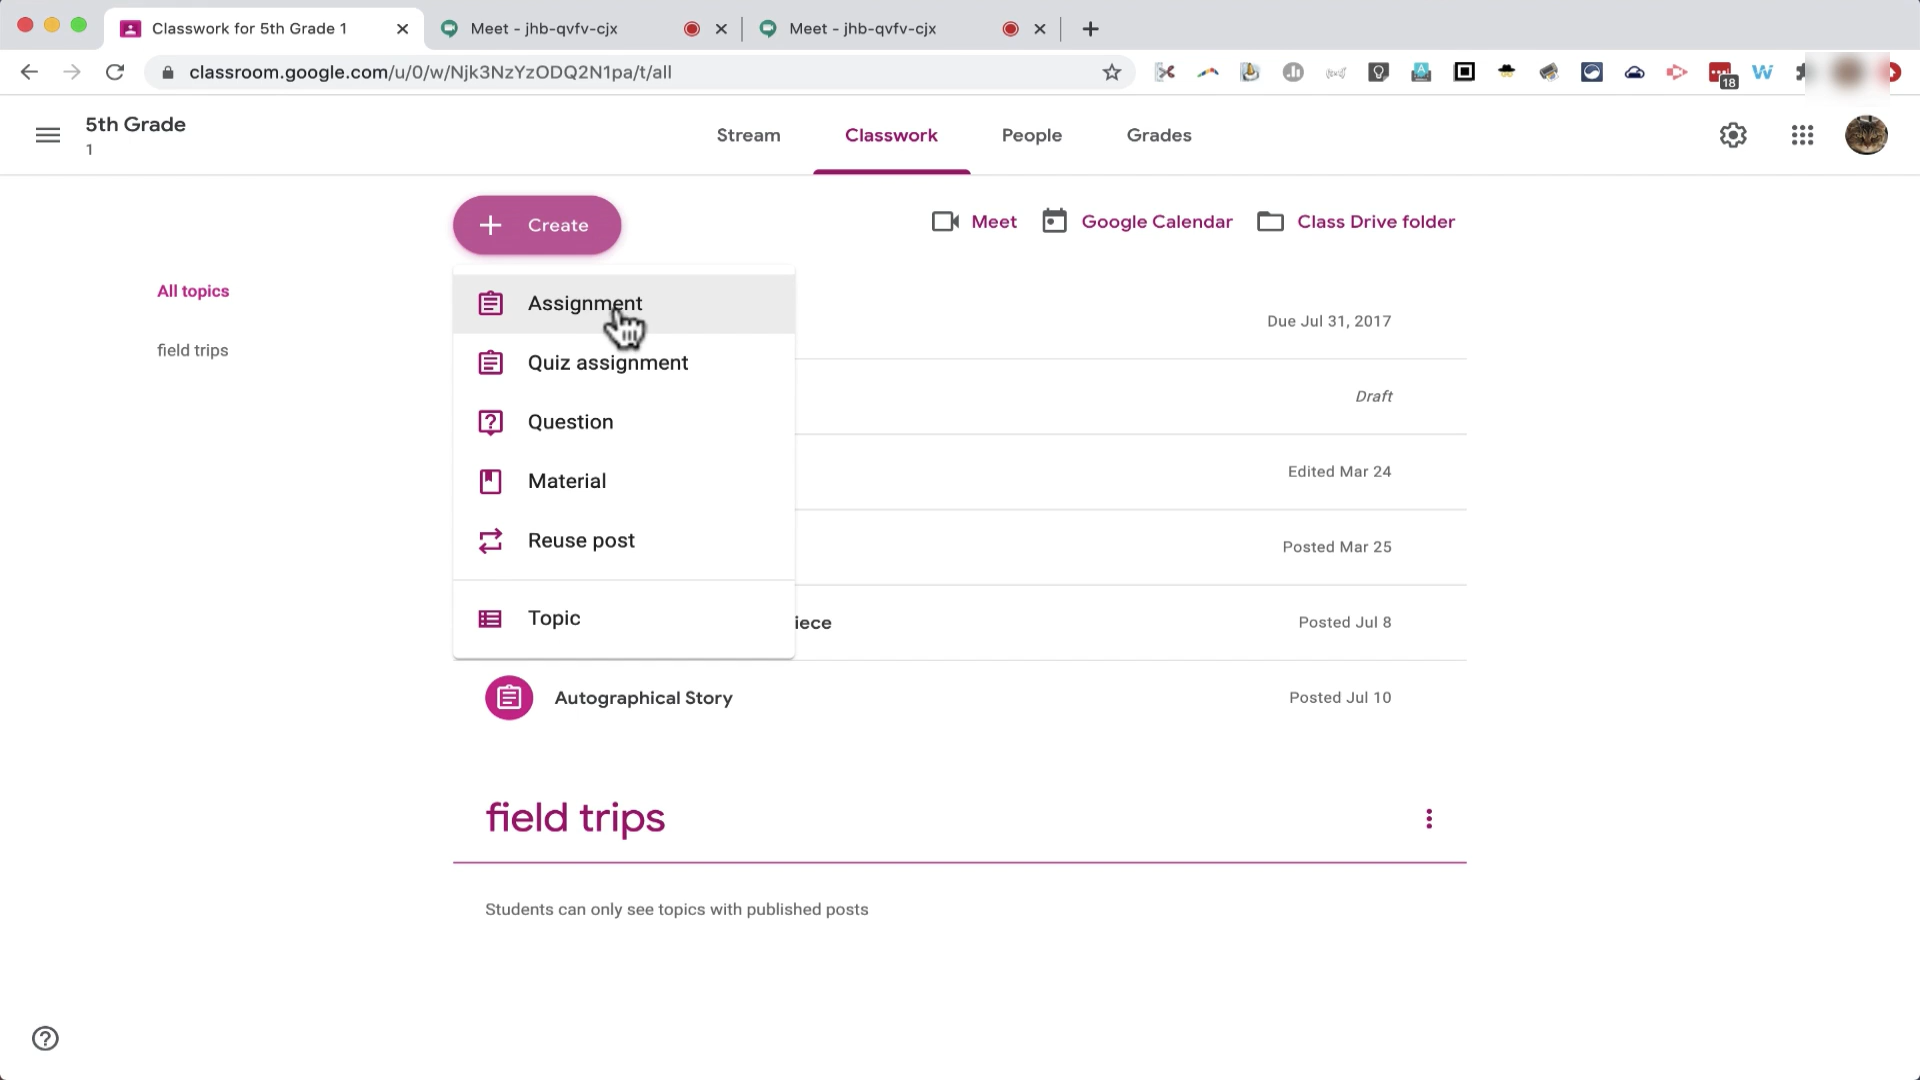 Classwork for 5th Grade 1
Meet - jhb-qvfv-cjx
Meet - jhb-qvfv-cjx
classroom.google.com/u/0/w/Njk3NzYzODQ2N1pa/t/all
18
W
5th Grade
1
Stream
Classwork
People
Grades
Create
Meet
Google Calendar
Class Drive folder
All topics
field trips
Assignment
Quiz assignment
Question
Material
Reuse post
Topic
Due Jul 31, 2017
Draft
Edited Mar 24
Posted Mar 25
iece
Posted Jul 8
Autographical Story
Posted Jul 10
field trips
Students can only see topics with published posts